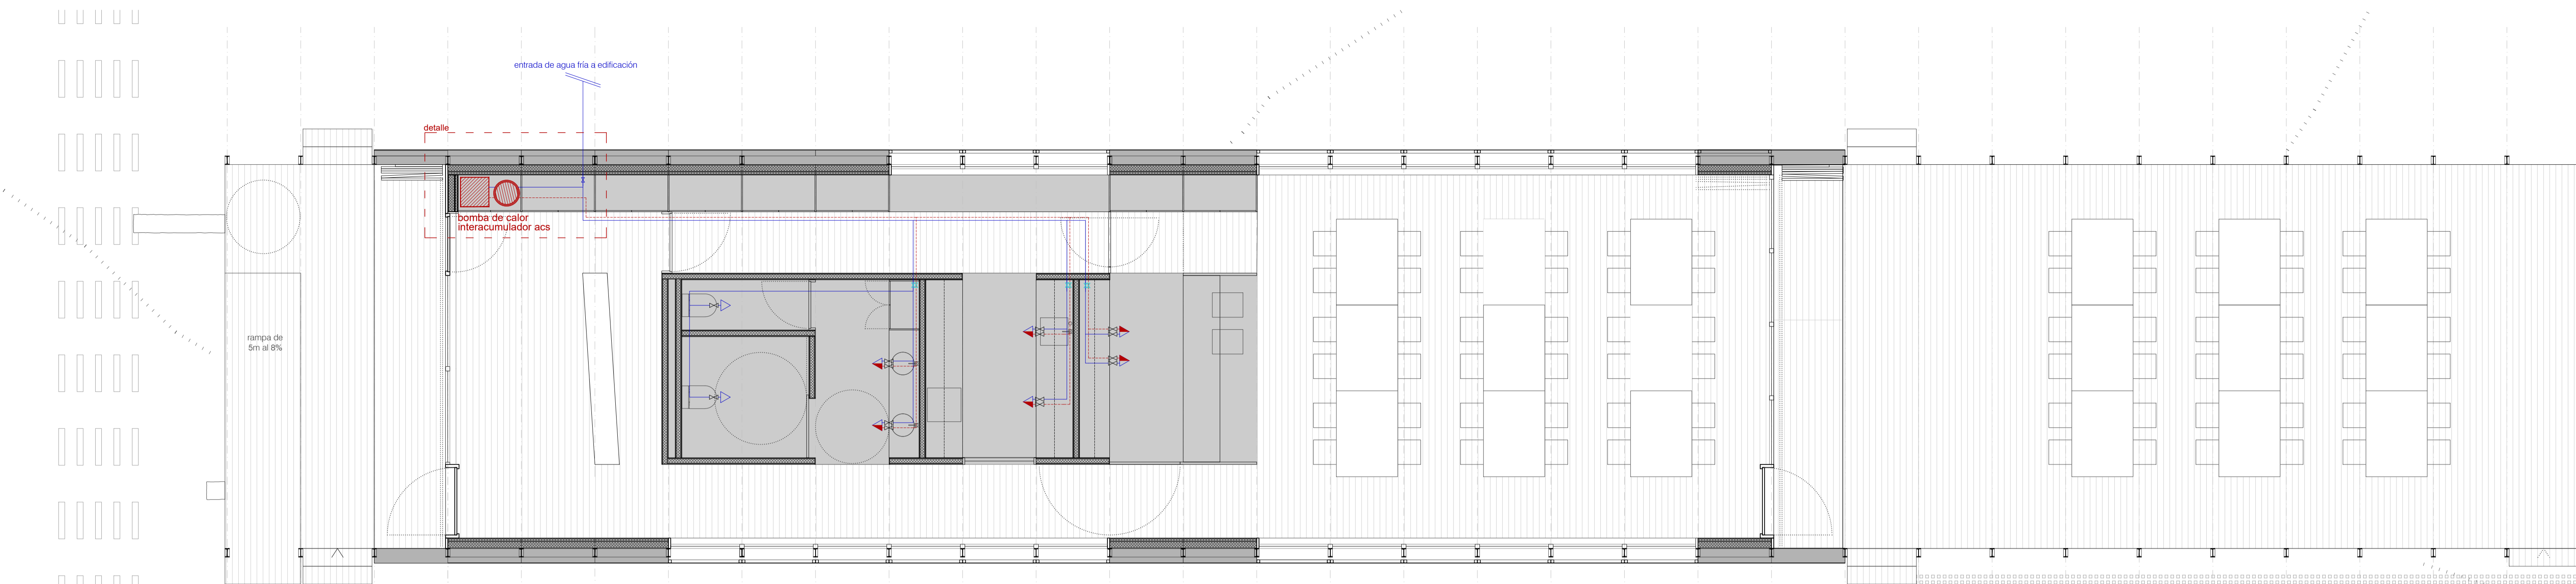 entrada de agua fría a edificación
detalle
bomba de calor
interacumulador acs
rampa de
5m al 8%